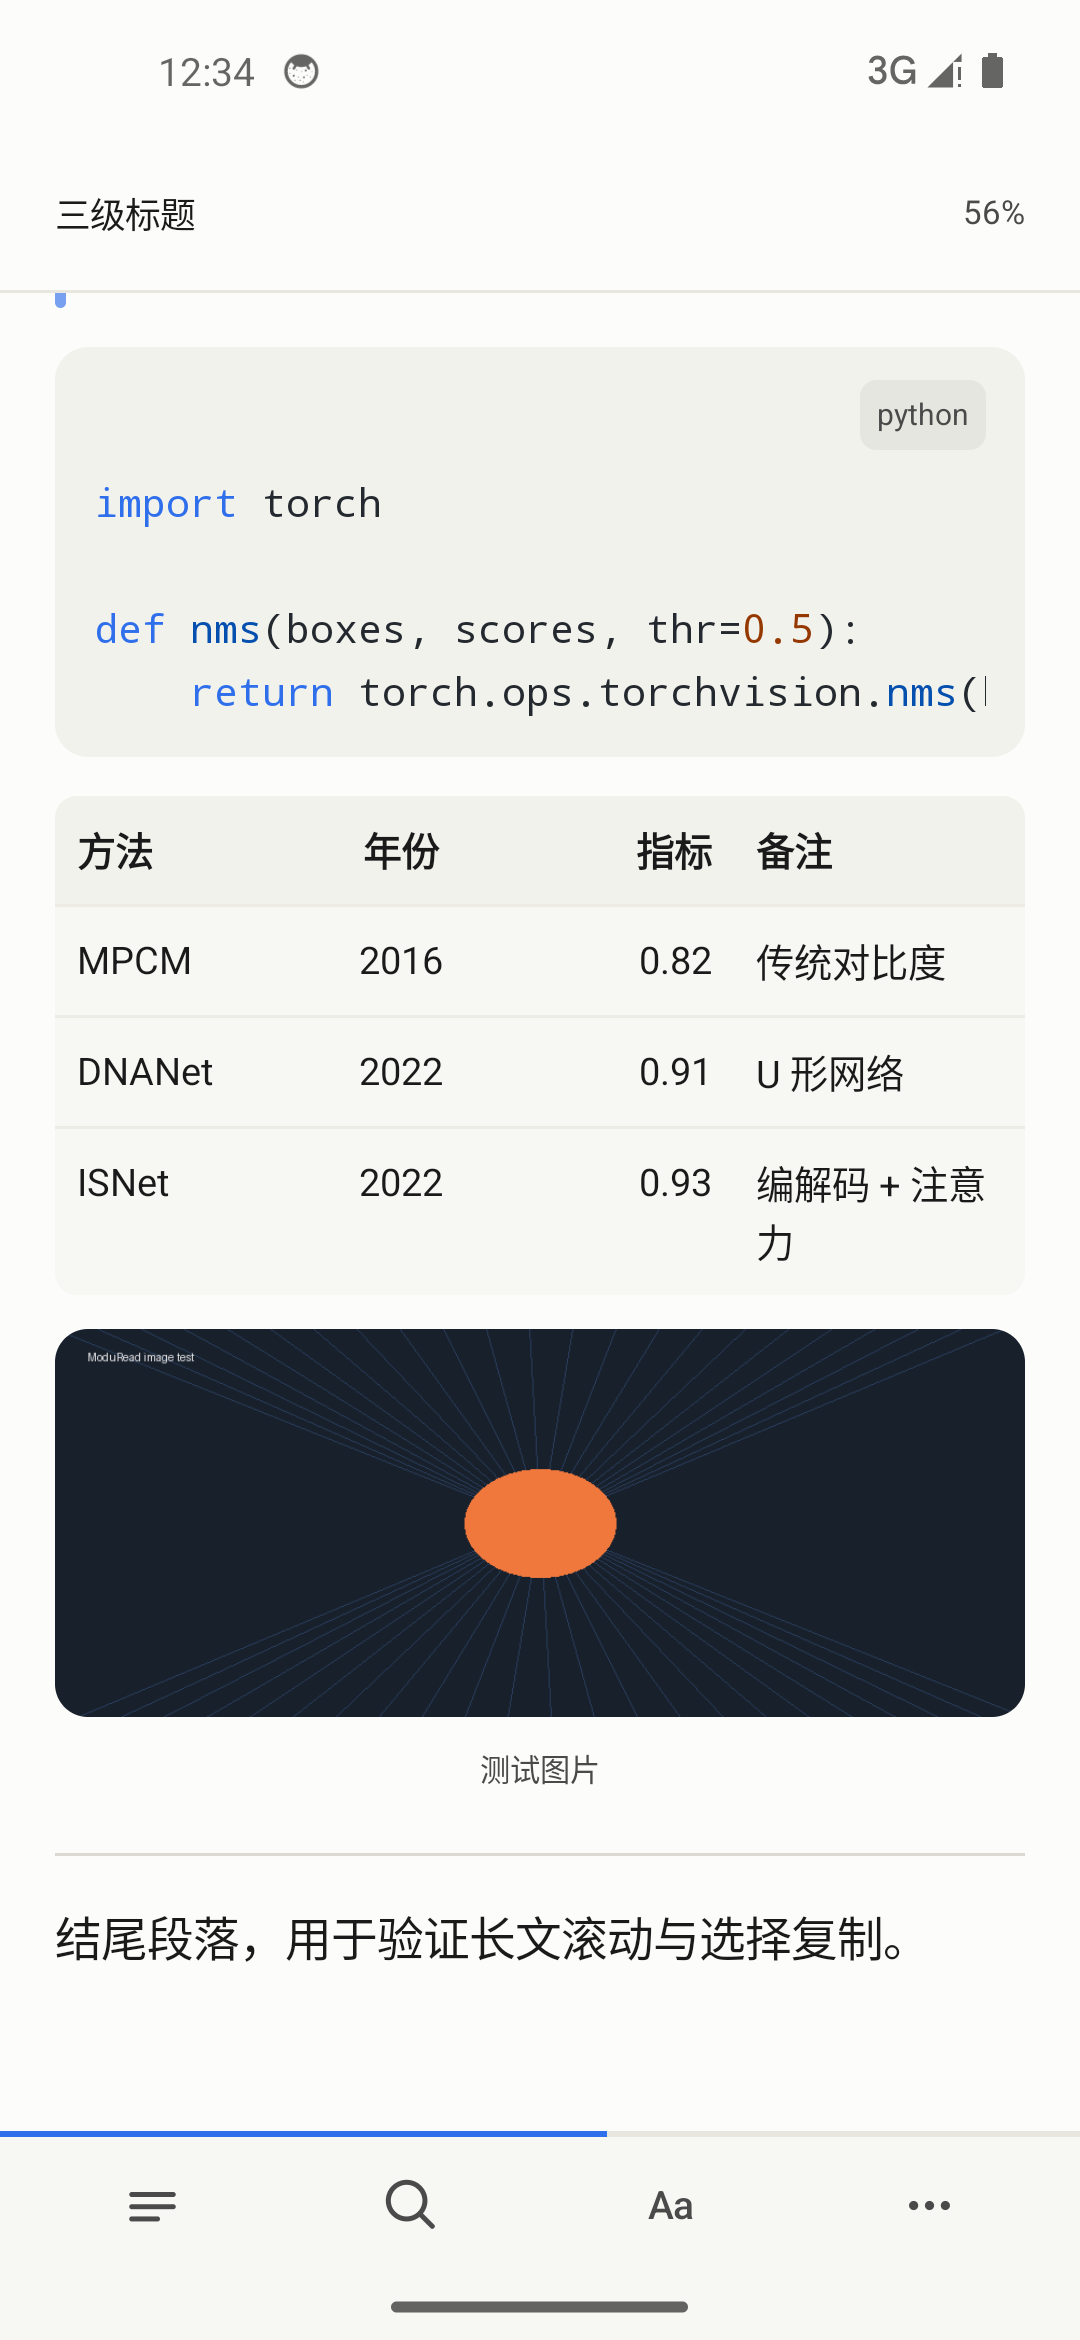 12:34
3G
三级标题
56%
python
import torch
def nms(boxes, scores, thr=0.5):
return torch.ops.torchvision.nms(
方法 年份 指标 备注
MPCM 2016 0.82 传统对比度
DNANet 2022 0.91 U 形网络
ISNet 2022 0.93 编解码 + 注意
力
ModuRead image test
测试图片
结尾段落，用于验证长文滚动与选择复制。
Aa